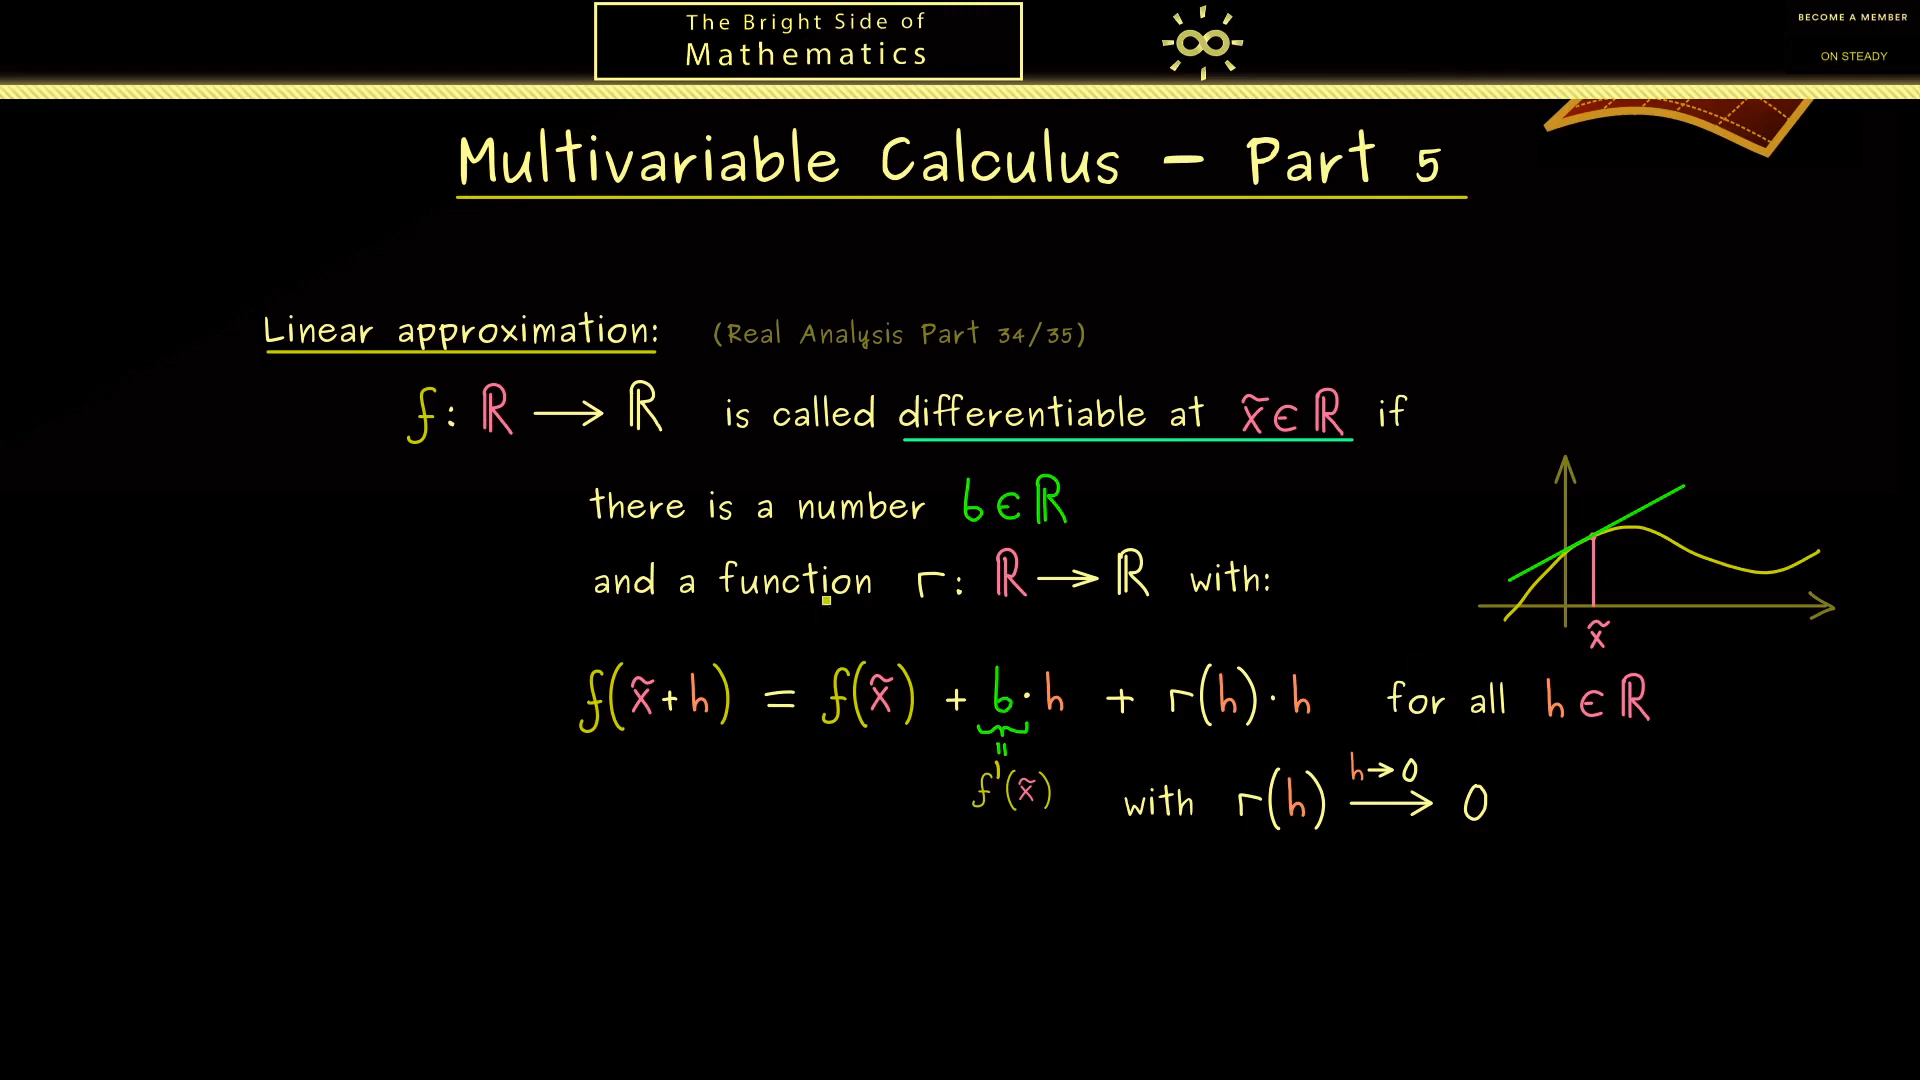 The Bright Side of
Mathematics
BECOME A MEMBER
ON STEADY
Multivariable Calculus – Part 5
Linear approximation: (Real Analysis Part 34/35)
f: ℝ ⟶ ℝ is called differentiable at x̃ ∈ ℝ if
there is a number b ∈ ℝ
and a function r: ℝ ⟶ ℝ with:
x̃
f(x̃+h) = f(x̃) + b·h + r(h)·h for all h ∈ ℝ
=
f'(x̃)
h→0
with r(h) ⟶ 0